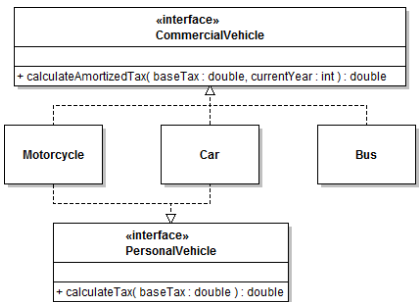 «interface»
CommercialVehicle
+ calculateAmortizedTax( baseTax : double, currentYear : int ) : double
Motorcycle
Car
Bus
«interface»
PersonalVehicle
+ calculateTax( baseTax : double ) : double